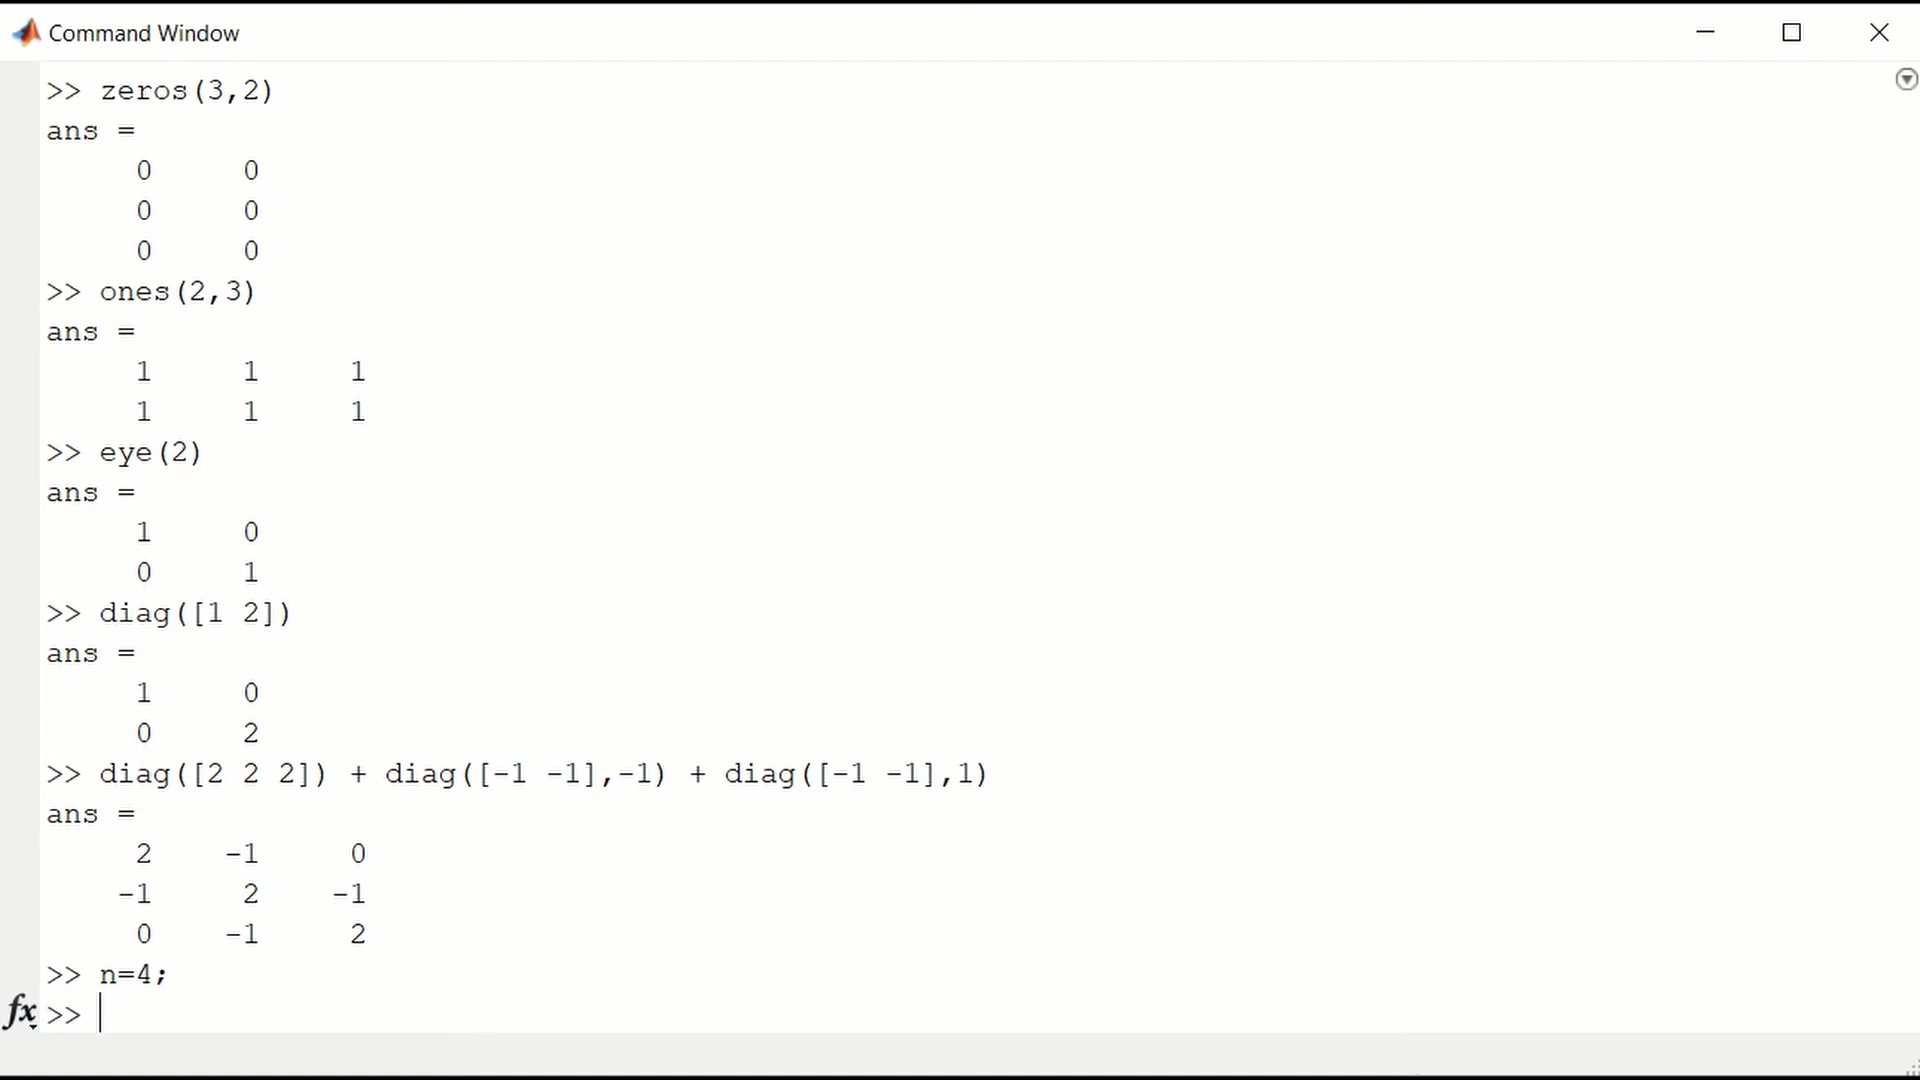 Command Window
>> zeros(3,2)
ans =
0 0
0 0
0 0
>> ones(2,3)
ans =
1 1 1
1 1 1
>> eye(2)
ans =
1 0
0 1
>> diag([1 2])
ans =
1 0
0 2
>> diag([2 2 2]) + diag([-1 -1],-1) + diag([-1 -1],1)
ans =
2 -1 0
-1 2 -1
0 -1 2
>> n=4;
fx >>